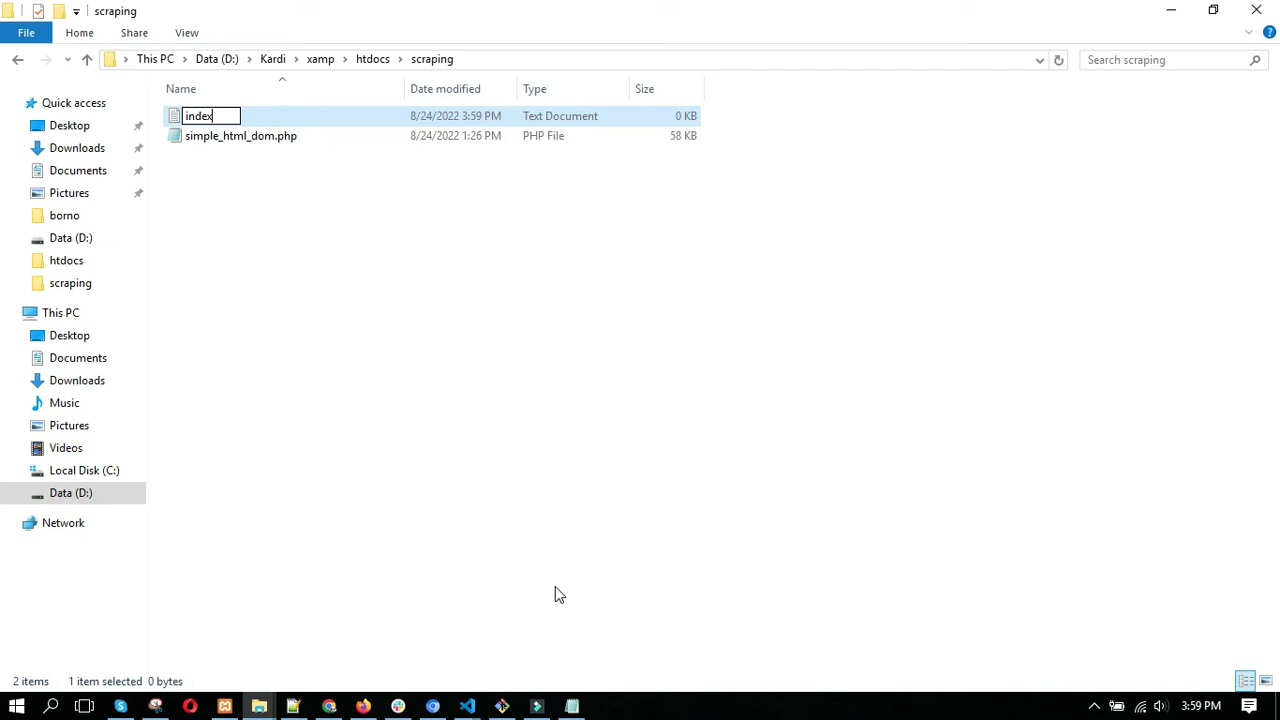 scraping
File
Home
Share
View
This PC
Data (D:)
Kardi
xamp
htdocs
scraping
Search scraping
Name
Date modified
Type
Size
index
8/24/2022 3:59 PM
Text Document
0 KB
simple_html_dom.php
8/24/2022 1:26 PM
PHP File
58 KB
Quick access
Desktop
Downloads
Documents
Pictures
borno
Data (D:)
htdocs
scraping
This PC
Desktop
Documents
Downloads
Music
Pictures
Videos
Local Disk (C:)
Data (D:)
Network
2 items
1 item selected 0 bytes
3:59 PM